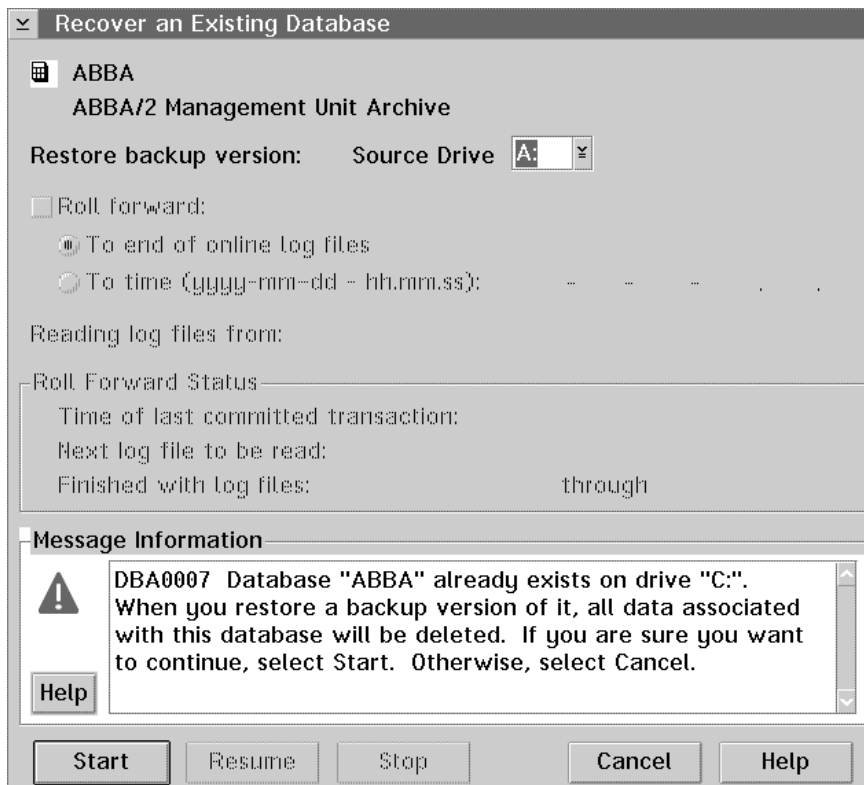 Recover an Existing Database
ABBA
ABBA/2 Management Unit Archive
Restore backup version: Source Drive A:
Roll forward:
To end of online log files
To time (yyyy-mm-dd - hh.mm.ss): - - - . .
Reading log files from:
Roll Forward Status
Time of last committed transaction:
Next log file to be read:
Finished with log files: through
Message Information
DBA0007 Database "ABBA" already exists on drive "C:".
When you restore a backup version of it, all data associated
with this database will be deleted. If you are sure you want
to continue, select Start. Otherwise, select Cancel.
Help
Start Resume Stop Cancel Help